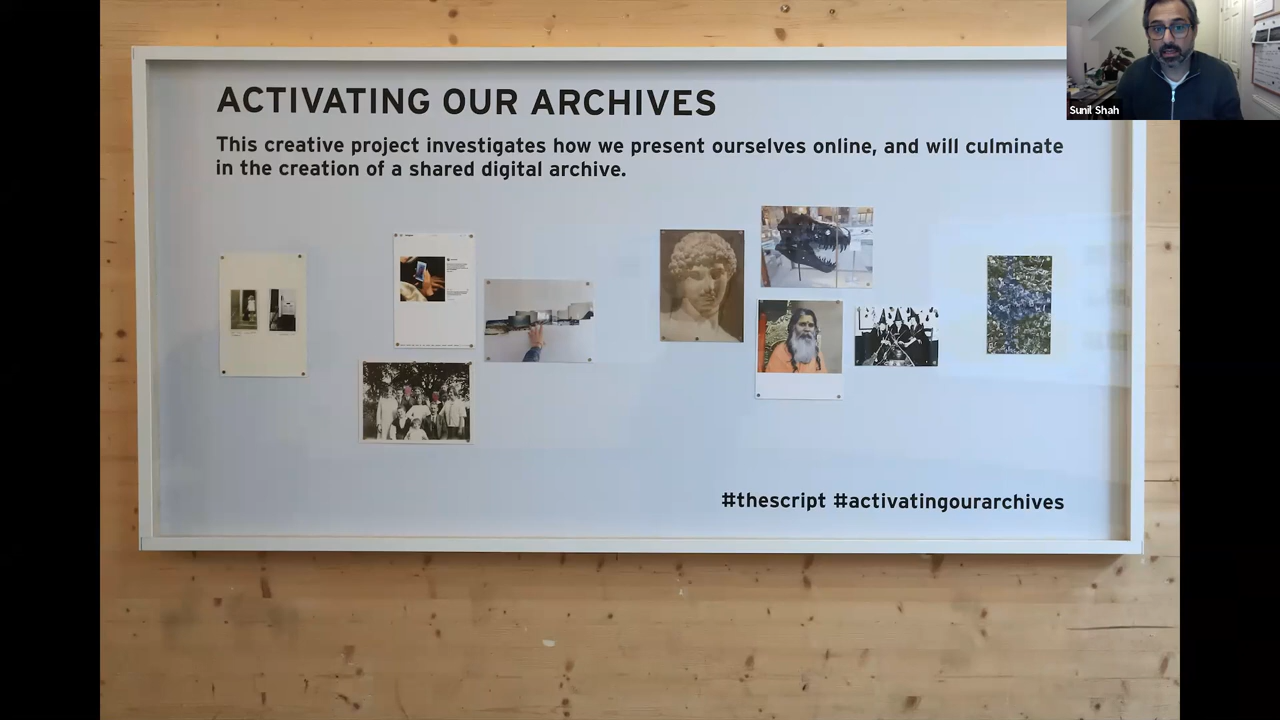 ACTIVATING OUR ARCHIVES
This creative project investigates how we present ourselves online, and will culminate
in the creation of a shared digital archive.
#thescript #activatingourarchives
Sunil Shah